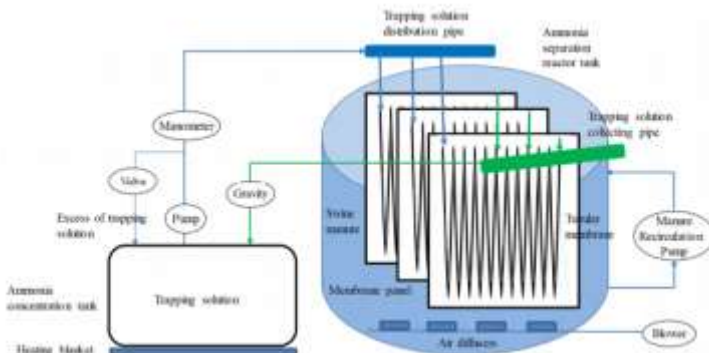 Trapping solution
distribution pipe
Ammonia
separation
reactor tank
Manometer
Trapping solution
collecting pipe
Valve
Gravity
Excess of trapping
solution
Pump
Swine
manure
Tubular
membrane
Manure
Recirculation
Pump
Ammonia
concentration tank
Trapping solution
Membrane panel
Blower
Air diffusers
Heating blanket